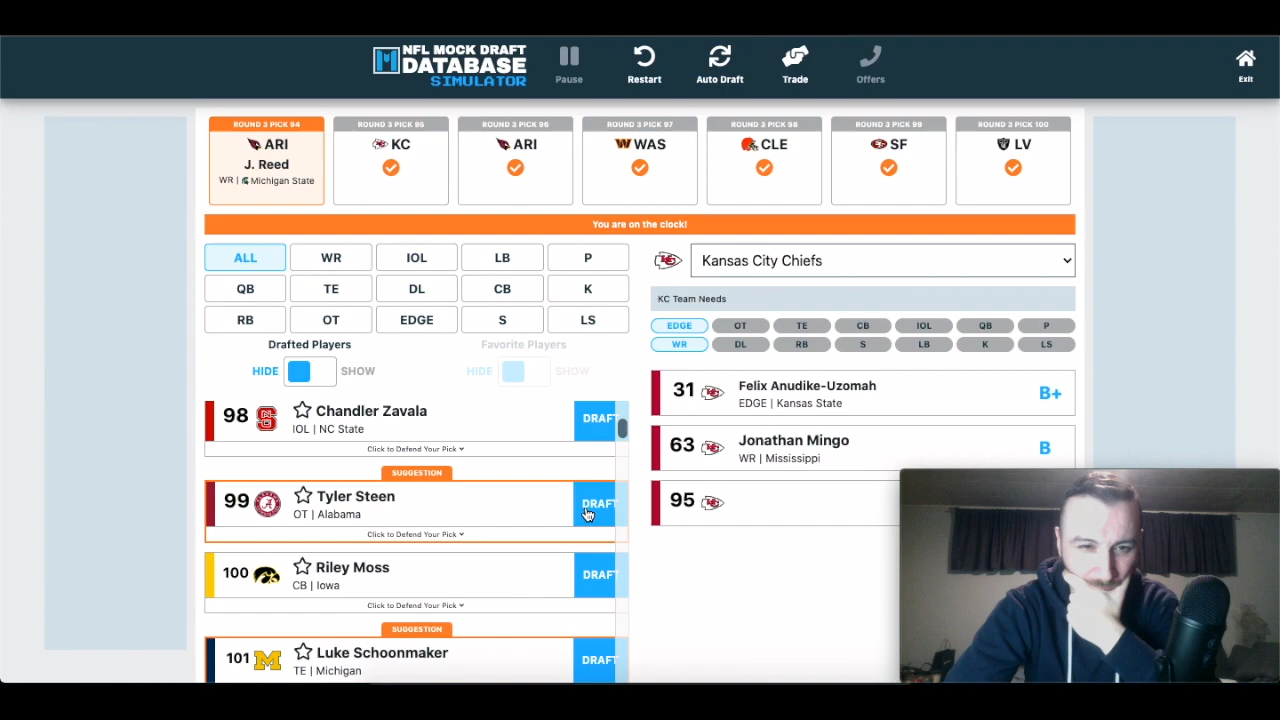 NFL MOCK DRAFT
DATABASE
SIMULATOR
Pause
Restart
Auto Draft
Trade
Offers
Exit
ROUND 3 PICK 94
ARI
J. Reed
WR | Michigan State
ROUND 3 PICK 95
KC
ROUND 3 PICK 96
ARI
ROUND 3 PICK 97
WAS
ROUND 3 PICK 98
CLE
ROUND 3 PICK 99
SF
ROUND 3 PICK 100
LV
You are on the clock!
ALL WR IOL LB P
QB TE DL CB K
RB OT EDGE S LS
Drafted Players
HIDE SHOW
Favorite Players
HIDE SHOW
98 Chandler Zavala
IOL | NC State
DRAFT
Click to Defend Your Pick
SUGGESTION
99 Tyler Steen
OT | Alabama
DRAFT
Click to Defend Your Pick
100 Riley Moss
CB | Iowa
DRAFT
Click to Defend Your Pick
SUGGESTION
101 Luke Schoonmaker
TE | Michigan
DRAFT
Kansas City Chiefs
KC Team Needs
EDGE OT TE CB IOL QB P
WR DL RB S LB K LS
31 Felix Anudike-Uzomah
EDGE | Kansas State
B+
63 Jonathan Mingo
WR | Mississippi
B
95